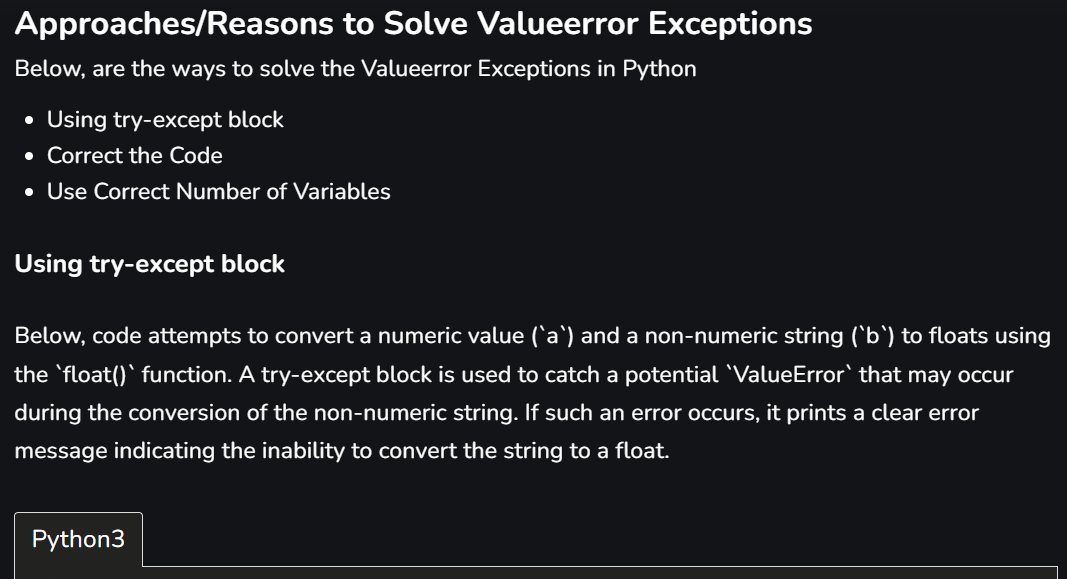 Approaches/Reasons to Solve Valueerror Exceptions
Below, are the ways to solve the Valueerror Exceptions in Python
• Using try-except block
• Correct the Code
• Use Correct Number of Variables
Using try-except block
Below, code attempts to convert a numeric value (`a`) and a non-numeric string (`b`) to floats using
the `float()` function. A try-except block is used to catch a potential `ValueError` that may occur
during the conversion of the non-numeric string. If such an error occurs, it prints a clear error
message indicating the inability to convert the string to a float.
Python3